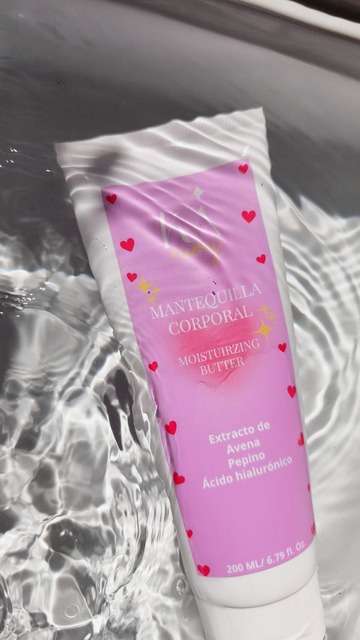 MANTEQUILLA
CORPORAL
MOISTUIRZING
BUTTER
Extracto de
Avena
Pepino
Ácido hialurónico
200 ML/ 6.79 fl. Oz.